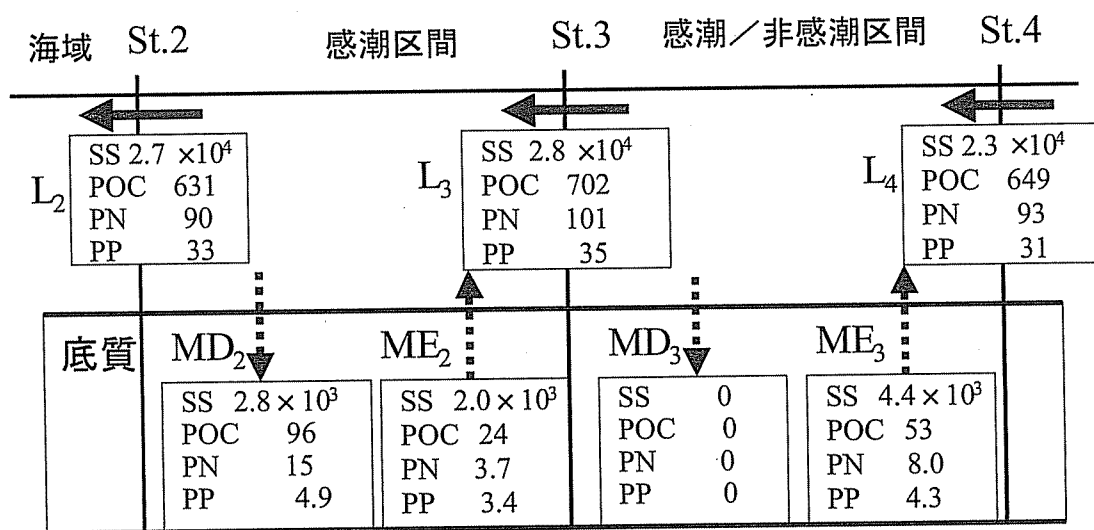 海域 St.2 感潮区間 St.3 感潮／非感潮区間 St.4
L₂
SS 2.7 ×10⁴
POC 631
PN 90
PP 33
L₃
SS 2.8 ×10⁴
POC 702
PN 101
PP 35
L₄
SS 2.3 ×10⁴
POC 649
PN 93
PP 31
底質
MD₂
SS 2.8 × 10³
POC 96
PN 15
PP 4.9
ME₂
SS 2.0 × 10³
POC 24
PN 3.7
PP 3.4
MD₃
SS 0
POC 0
PN 0
PP 0
ME₃
SS 4.4 ×10³
POC 53
PN 8.0
PP 4.3